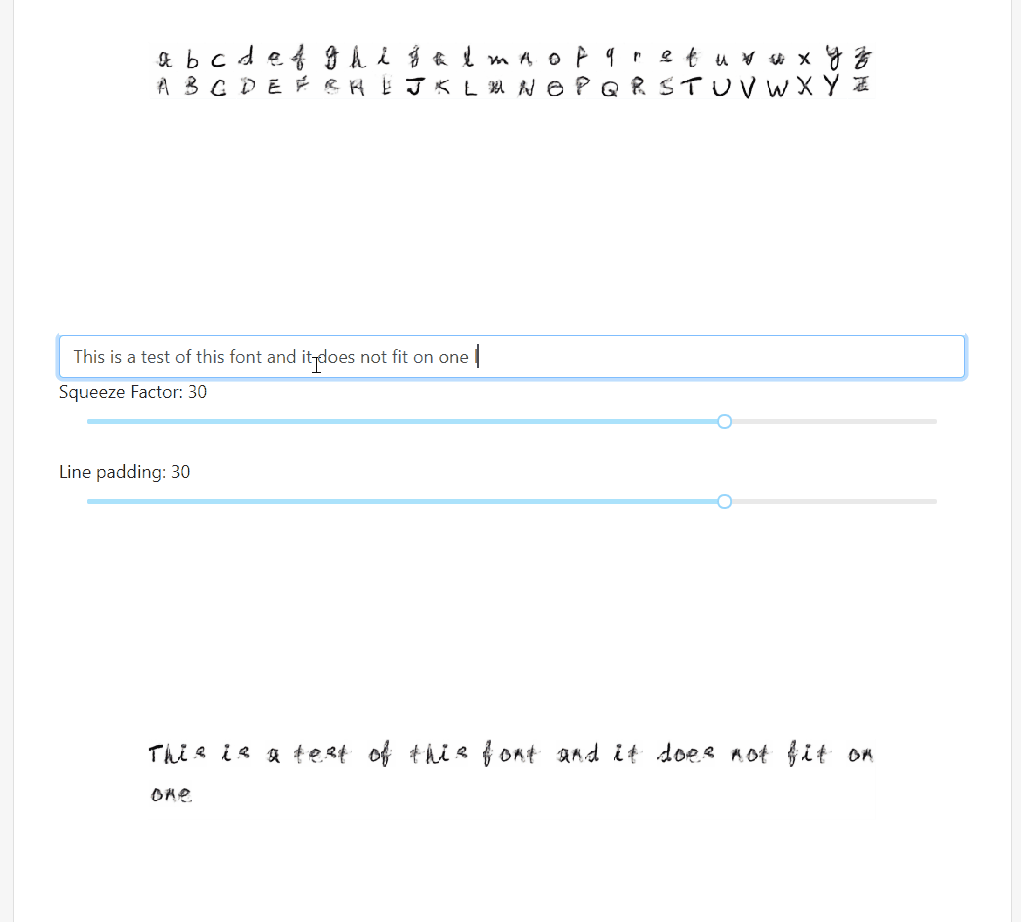 a b c d e f g h i j k l m n o p q r s t u v w x y z
A B C D E F G H I J K L M N O P Q R S T U V W X Y Z
This is a test of this font and it does not fit on one l
Squeeze Factor: 30
Line padding: 30
This is a test of this font and it does not fit on
one